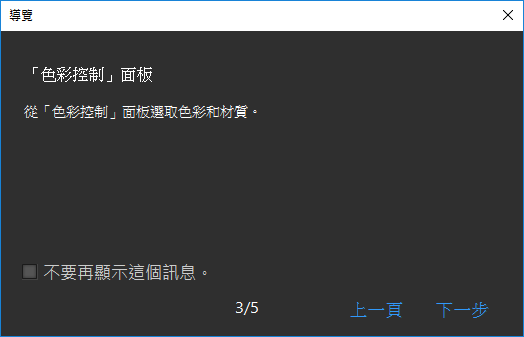 導覽
「色彩控制」面板
從「色彩控制」面板選取色彩和材質。
不要再顯示這個訊息。
3/5 上一頁 下一步